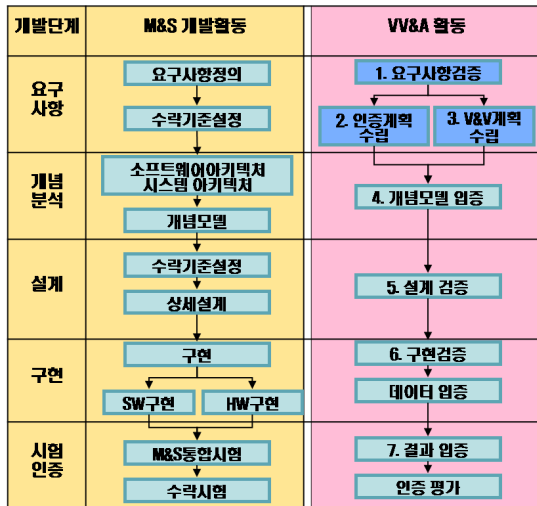 개발단계
M&S 개발활동
VV&A 활동
요구
사항
요구사항정의
수락기준설정
1. 요구사항검증
2. 인증계획
수립
3. V&V계획
수립
개념
분석
소프트웨어아키텍처
시스템 아키텍처
개념모델
4. 개념모델 입증
설계
수락기준설정
상세설계
5. 설계 검증
구현
구현
SW구현
HW구현
6. 구현검증
데이터 입증
시험
인증
M&S통합시험
수락시험
7. 결과 입증
인증 평가